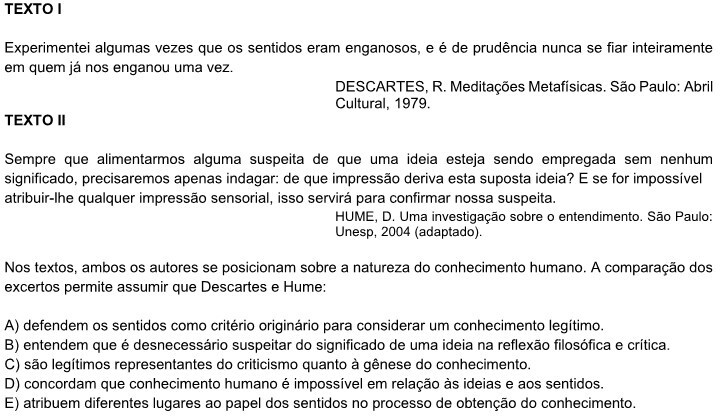 TEXTO I
Experimentei algumas vezes que os sentidos eram enganosos, e é de prudência nunca se fiar inteiramente
em quem já nos enganou uma vez.
DESCARTES, R. Meditações Metafísicas. São Paulo: Abril
Cultural, 1979.
TEXTO II
Sempre que alimentarmos alguma suspeita de que uma ideia esteja sendo empregada sem nenhum
significado, precisaremos apenas indagar: de que impressão deriva esta suposta ideia? E se for impossível
atribuir-lhe qualquer impressão sensorial, isso servirá para confirmar nossa suspeita.
HUME, D. Uma investigação sobre o entendimento. São Paulo:
Unesp, 2004 (adaptado).
Nos textos, ambos os autores se posicionam sobre a natureza do conhecimento humano. A comparação dos
excertos permite assumir que Descartes e Hume:
A) defendem os sentidos como critério originário para considerar um conhecimento legítimo.
B) entendem que é desnecessário suspeitar do significado de uma ideia na reflexão filosófica e crítica.
C) são legítimos representantes do criticismo quanto à gênese do conhecimento.
D) concordam que conhecimento humano é impossível em relação às ideias e aos sentidos.
E) atribuem diferentes lugares ao papel dos sentidos no processo de obtenção do conhecimento.